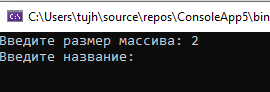 C:\Users\tujh\source\repos\ConsoleApp5\bin
Введите размер массива: 2
Введите название: